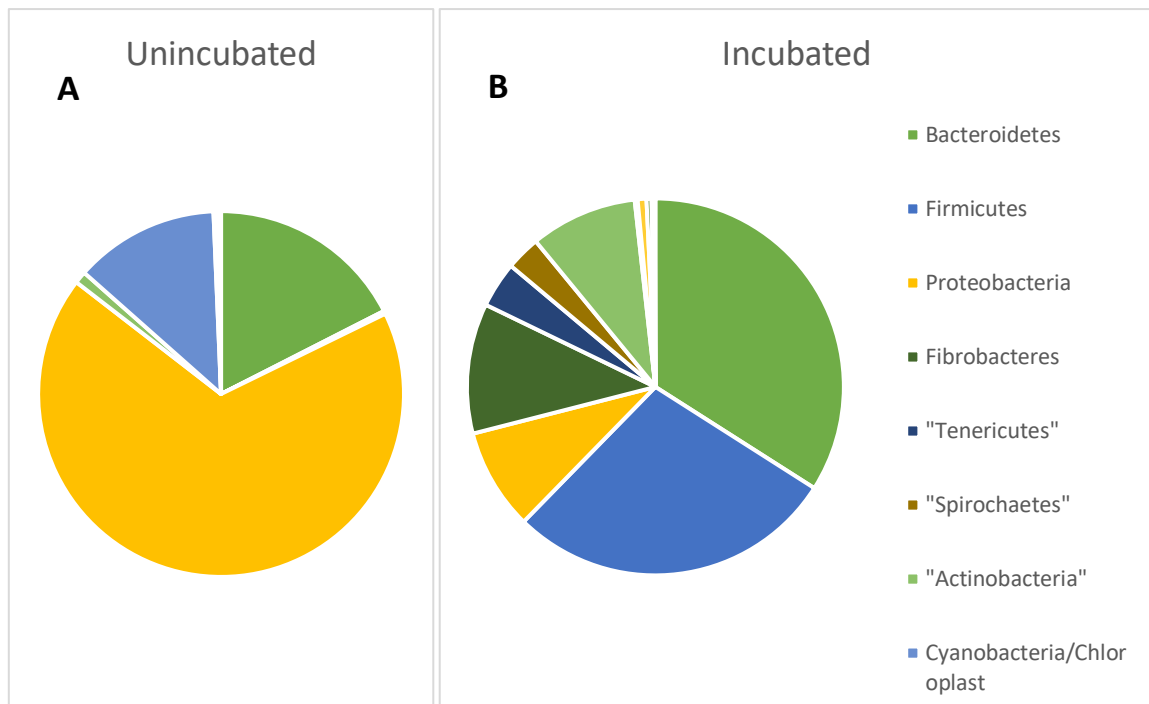 Unincubated
A
Incubated
B
Bacteroidetes
Firmicutes
Proteobacteria
Fibrobacteres
"Tenericutes"
"Spirochaetes"
"Actinobacteria"
Cyanobacteria/Chlor
oplast